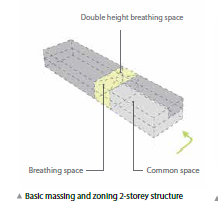 Double height breathing space
Breathing space
Common space
▲ Basic massing and zoning 2-storey structure